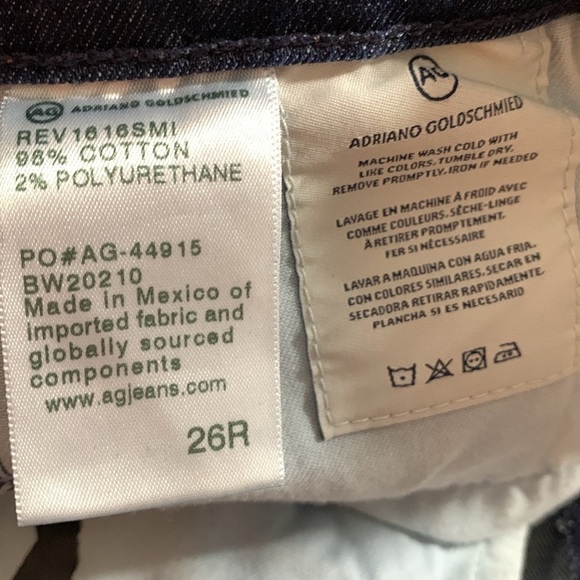 AG ADRIANO GOLDSCHMIED
REV1616SMI
98% COTTON
2% POLYURETHANE
PO#AG-44915
BW20210
Made in Mexico of
imported fabric and
globally sourced
components
www.agjeans.com
26R
AG
ADRIANO GOLDSCHMIED
MACHINE WASH COLD WITH
LIKE COLORS. TUMBLE DRY.
REMOVE PROMPTLY. IRON IF NEEDED
LAVAGE EN MACHINE À FROID AVEC
COMME COULEURS. SÈCHE-LINGE
À RETIRER PROMPTEMENT.
FER SI NÉCESSAIRE
LAVAR A MAQUINA CON AGUA FRIA.
CON COLORES SIMILARES. SECAR EN
SECADORA RETIRAR RAPIDAMENTE.
PLANCHA SI ES NECESARIO